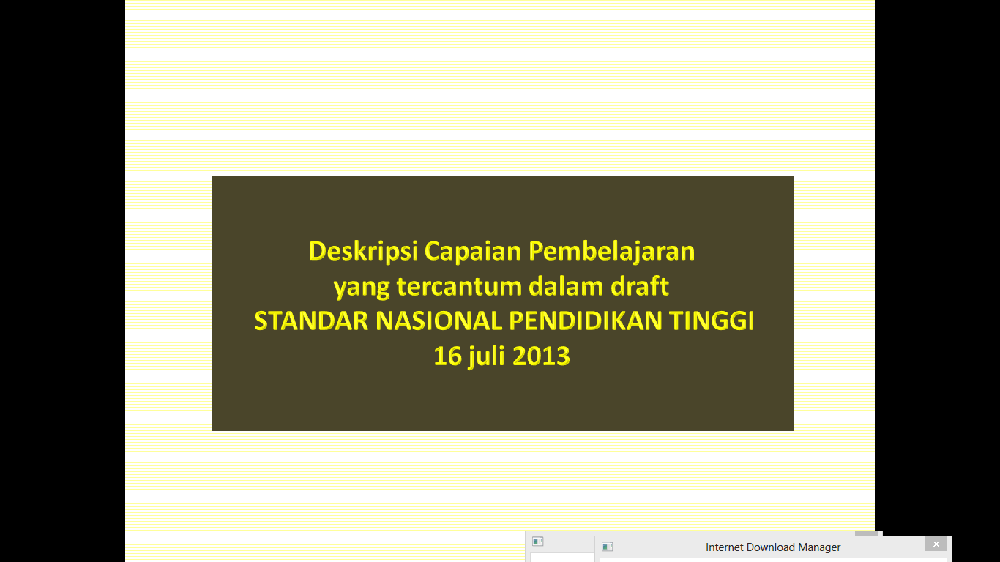 Deskripsi Capaian Pembelajaran
yang tercantum dalam draft
STANDAR NASIONAL PENDIDIKAN TINGGI
16 juli 2013
Internet Download Manager